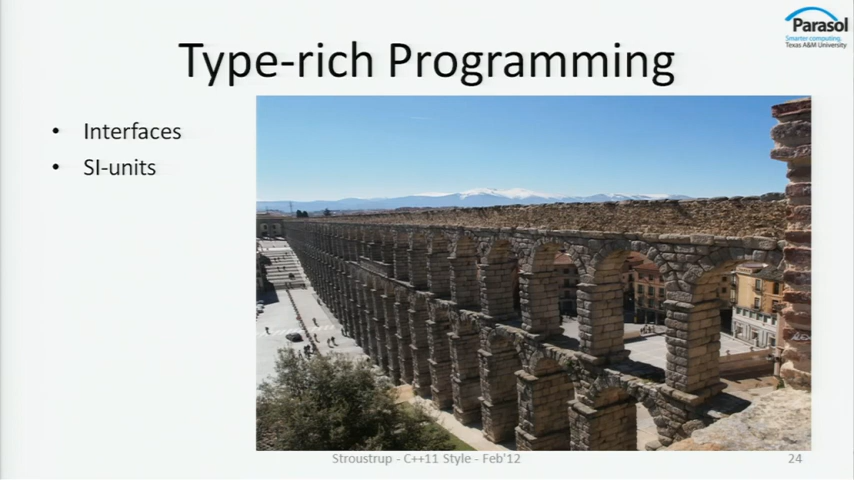 Parasol
Smarter computing.
Texas A&M University
Type-rich Programming
• Interfaces
• SI-units
Stroustrup - C++11 Style - Feb'12
24